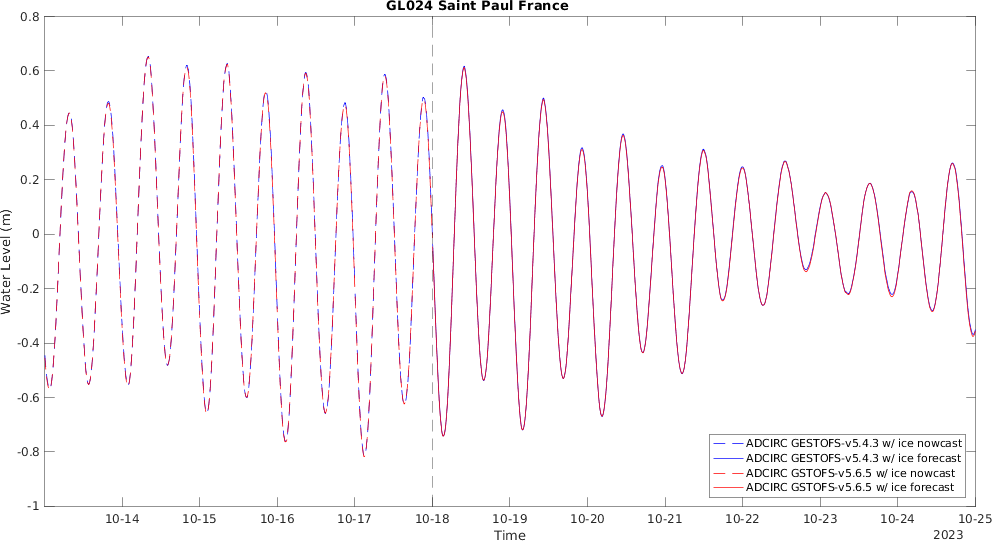 GL024 Saint Paul France
0.8
0.6
0.4
0.2
0
-0.2
-0.4
-0.6
-0.8
-1
Water Level (m)
ADCIRC GESTOFS-v5.4.3 w/ ice nowcast
ADCIRC GESTOFS-v5.4.3 w/ ice forecast
ADCIRC GSTOFS-v5.6.5 w/ ice nowcast
ADCIRC GSTOFS-v5.6.5 w/ ice forecast
10-14 10-15 10-16 10-17 10-18 10-19 10-20 10-21 10-22 10-23 10-24 10-25
Time
2023